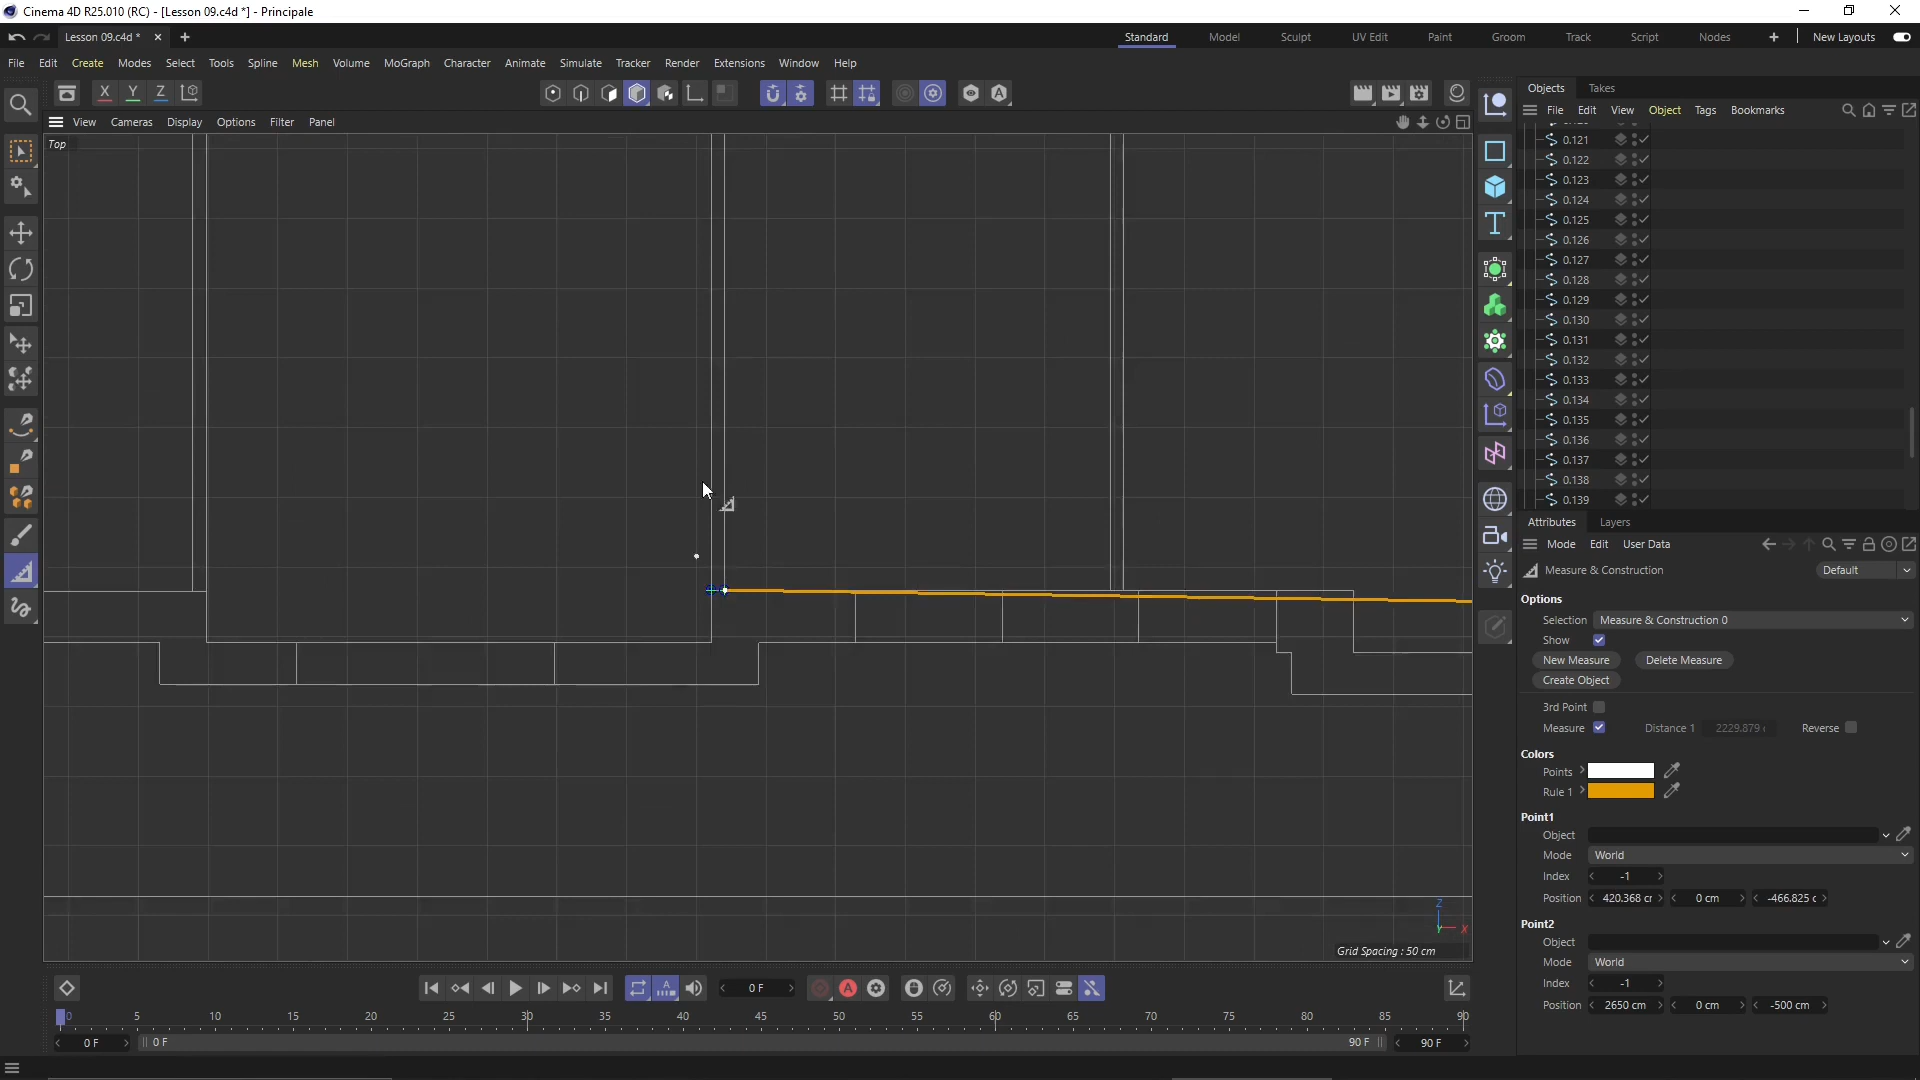 Cinema 4D R25.010 (RC) - [Lesson 09.c4d *] - Principale
Lesson 09.c4d *
Standard Model Sculpt UV Edit Paint Groom Track Script Nodes New Layouts
File Edit Create Modes Select Tools Spline Mesh Volume MoGraph Character Animate Simulate Tracker Render Extensions Window Help
X Y Z
Objects Takes
File Edit View Object Tags Bookmarks
View Cameras Display Options Filter Panel
Top
0.121
0.122
0.123
0.124
0.125
0.126
0.127
0.128
0.129
0.130
0.131
0.132
0.133
0.134
0.135
0.136
0.137
0.138
0.139
Attributes Layers
Mode Edit User Data
Measure & Construction Default
Options
Selection Measure & Construction 0
Show
New Measure Delete Measure
Create Object
3rd Point
Measure Distance 1 2229.879 c Reverse
Colors
Points
Rule 1
Point1
Object
Mode World
Index -1
Position 420.368 cr 0 cm -466.825 c
Point2
Object
Mode World
Index -1
Position 2650 cm 0 cm -500 cm
Z
Y X
Grid Spacing : 50 cm
0 F
0 5 10 15 20 25 30 35 40 45 50 55 60 65 70 75 80 85 90
0 F 0 F 90 F 90 F